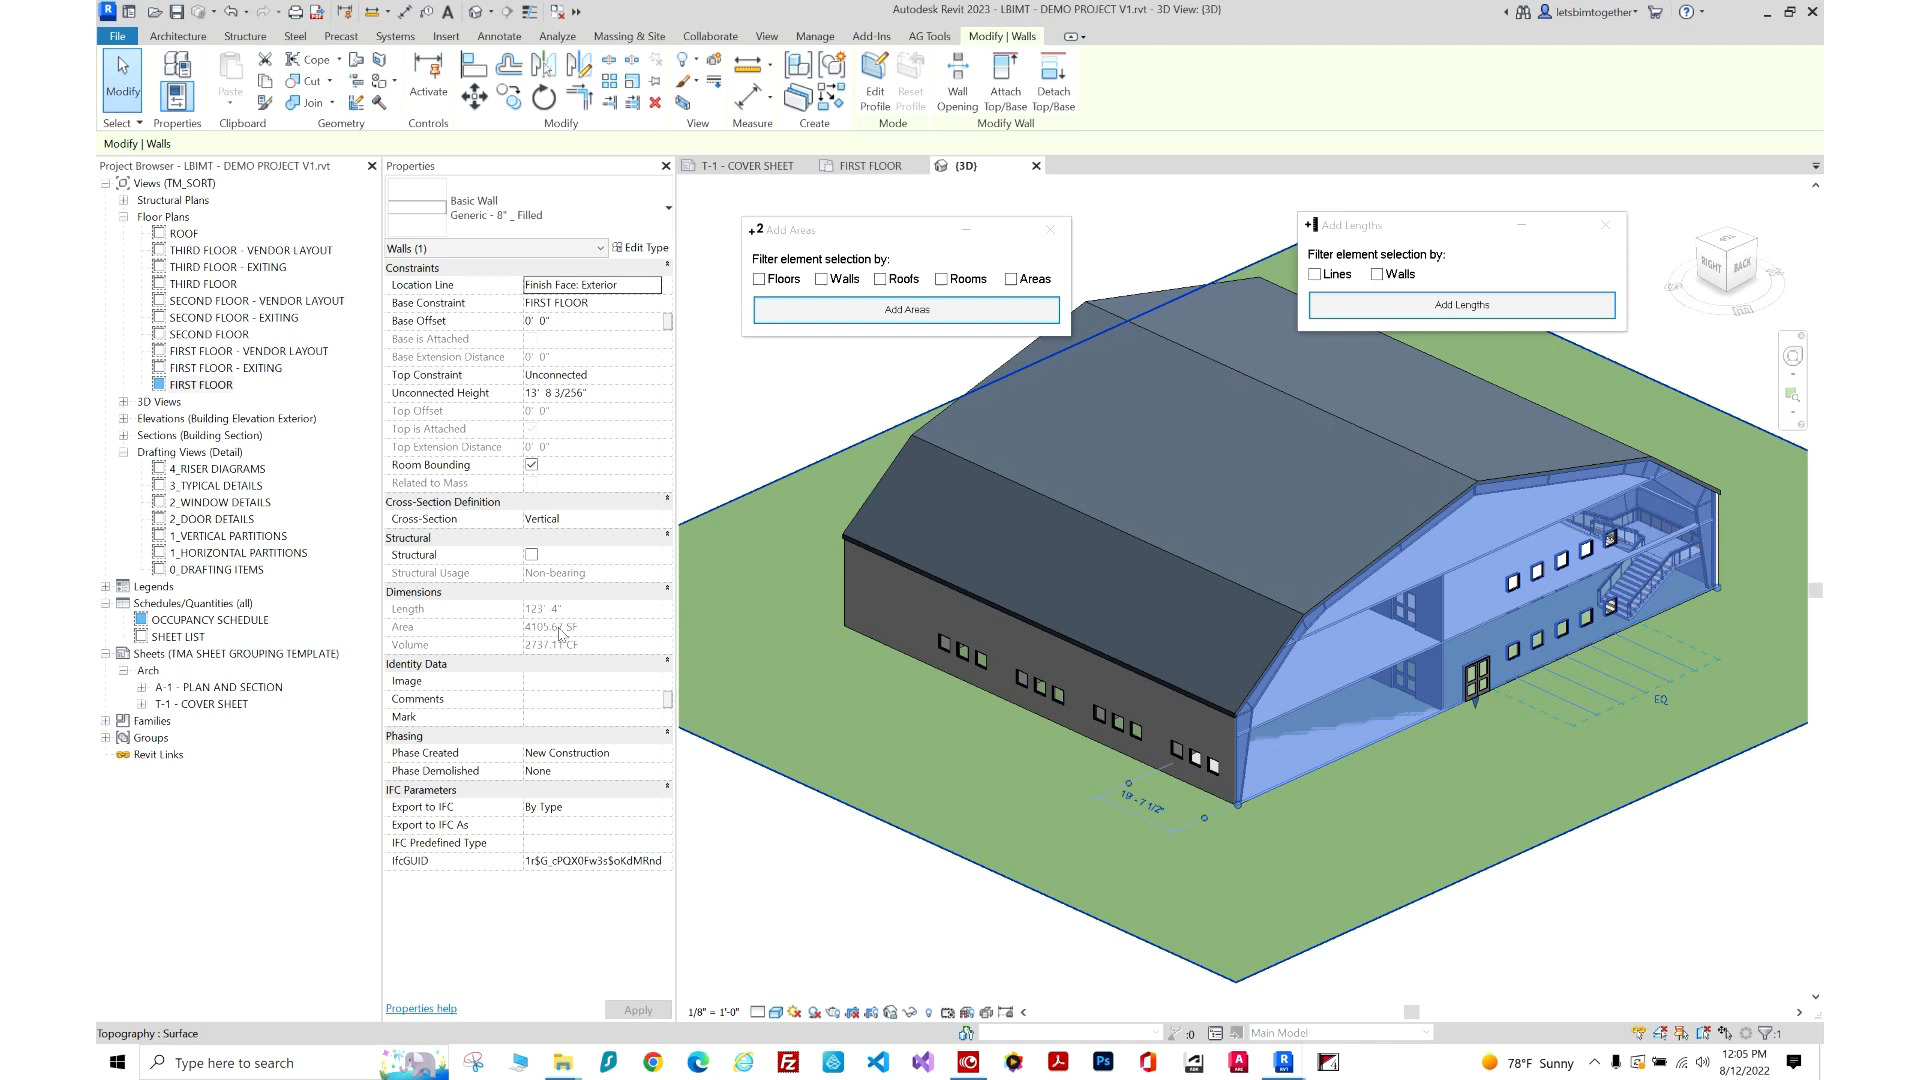 Autodesk Revit 2023 - LBIMT - DEMO PROJECT V1.rvt - 3D View: {3D}
letsbimtogether
File Architecture Structure Steel Precast Systems Insert Annotate Analyze Massing & Site Collaborate View Manage Add-Ins AG Tools Modify | Walls
Modify Paste Cope Cut Join Activate
Edit Profile Reset Profile Wall Opening Attach Top/Base Detach Top/Base
Select Properties Clipboard Geometry Controls Modify View Measure Create Mode Modify Wall
Modify | Walls
Project Browser - LBIMT - DEMO PROJECT V1.rvt
Views (TM_SORT)
Structural Plans
Floor Plans
ROOF
THIRD FLOOR - VENDOR LAYOUT
THIRD FLOOR - EXITING
THIRD FLOOR
SECOND FLOOR - VENDOR LAYOUT
SECOND FLOOR - EXITING
SECOND FLOOR
FIRST FLOOR - VENDOR LAYOUT
FIRST FLOOR - EXITING
FIRST FLOOR
3D Views
Elevations (Building Elevation Exterior)
Sections (Building Section)
Drafting Views (Detail)
4_RISER DIAGRAMS
3_TYPICAL DETAILS
2_WINDOW DETAILS
2_DOOR DETAILS
1_VERTICAL PARTITIONS
1_HORIZONTAL PARTITIONS
0_DRAFTING ITEMS
Legends
Schedules/Quantities (all)
OCCUPANCY SCHEDULE
SHEET LIST
Sheets (TMA SHEET GROUPING TEMPLATE)
Arch
A-1 - PLAN AND SECTION
T-1 - COVER SHEET
Families
Groups
Revit Links
Properties
Basic Wall
Generic - 8" _ Filled
Walls (1) Edit Type
Constraints
Location Line Finish Face: Exterior
Base Constraint FIRST FLOOR
Base Offset 0' 0"
Base is Attached
Base Extension Distance 0' 0"
Top Constraint Unconnected
Unconnected Height 13' 8 3/256"
Top Offset 0' 0"
Top is Attached
Top Extension Distance 0' 0"
Room Bounding
Related to Mass
Cross-Section Definition
Cross-Section Vertical
Structural
Structural
Structural Usage Non-bearing
Dimensions
Length 123' 4"
Area 4105.67 SF
Volume 2737.11 CF
Identity Data
Image
Comments
Mark
Phasing
Phase Created New Construction
Phase Demolished None
IFC Parameters
Export to IFC By Type
Export to IFC As
IFC Predefined Type
IfcGUID 1r$G_cPQX0Fw3s$oKdMRnd
Properties help Apply
T-1 - COVER SHEET FIRST FLOOR {3D}
+2 Add Areas
Filter element selection by:
Floors Walls Roofs Rooms Areas
Add Areas
Add Lengths
Filter element selection by:
Lines Walls
Add Lengths
RIGHT BACK
EQ
19' - 7 1/2"
1/8" = 1'-0"
Topography : Surface
:0 Main Model :1
Type here to search
78°F Sunny
12:05 PM
8/12/2022